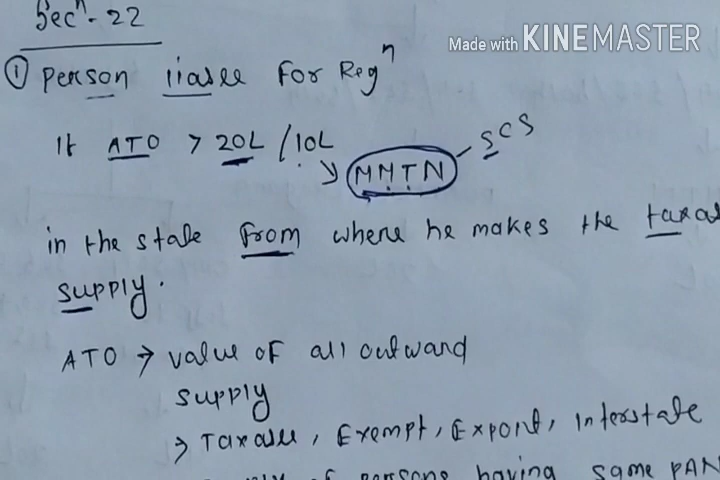 Secⁿ - 22
Made with KINEMASTER
① Person liable For Regⁿ
If ATO > 20L / 10L
MMTN - SCS
in the state From where he makes the taxa
supply.
ATO → value of all outward
supply
> Taxable, Exempt, Export, Interstate
of persons having same PAN